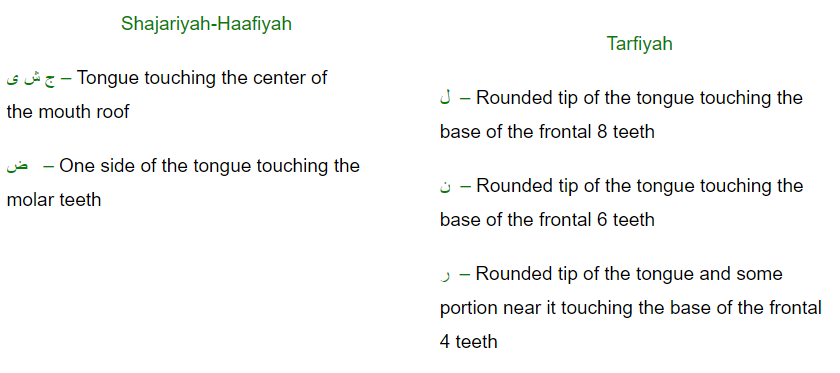 Shajariyah-Haafiyah
ج ش ى – Tongue touching the center of
the mouth roof
ض – One side of the tongue touching the
molar teeth
Tarfiyah
ل – Rounded tip of the tongue touching the
base of the frontal 8 teeth
ن – Rounded tip of the tongue touching the
base of the frontal 6 teeth
ر – Rounded tip of the tongue and some
portion near it touching the base of the frontal
4 teeth